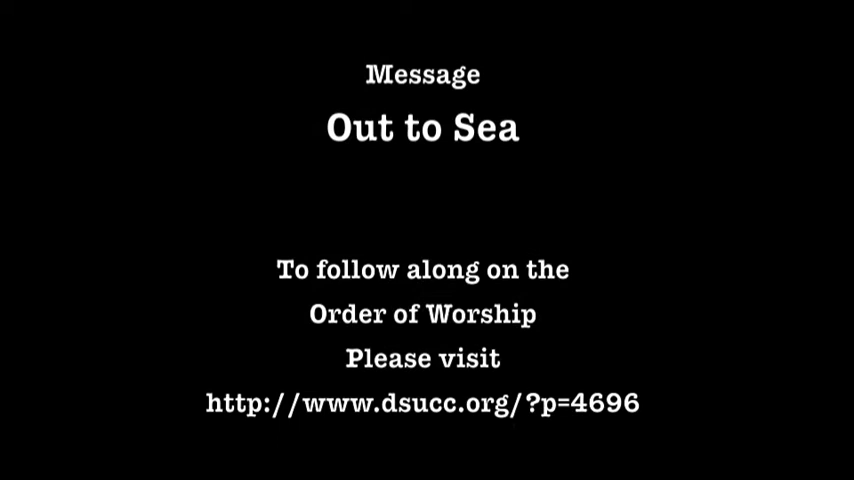 Message
Out to Sea
To follow along on the
Order of Worship
Please visit
http://www.dsucc.org/?p=4696